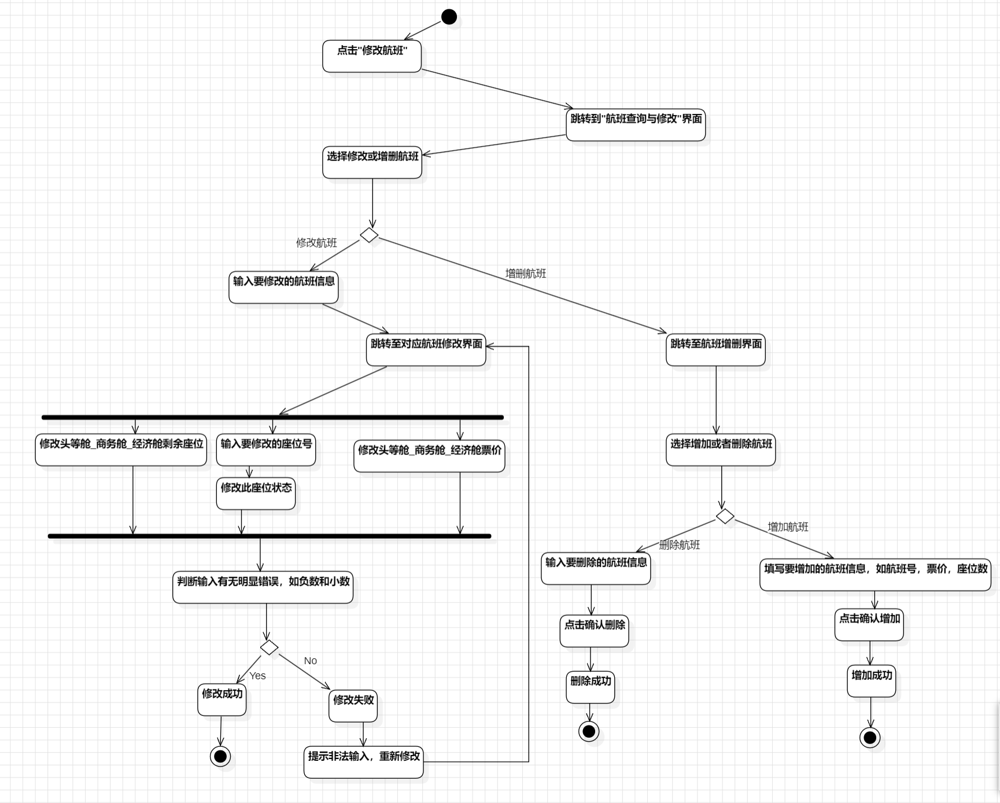 点击"修改航班"
跳转到"航班查询与修改"界面
选择修改或增删航班
修改航班
增删航班
输入要修改的航班信息
跳转至对应航班修改界面
跳转至航班增删界面
修改头等舱_商务舱_经济舱剩余座位
输入要修改的座位号
修改头等舱_商务舱_经济舱票价
选择增加或者删除航班
修改此座位状态
删除航班
增加航班
输入要删除的航班信息
填写要增加的航班信息，如航班号，票价，座位数
判断输入有无明显错误，如负数和小数
点击确认删除
点击确认增加
Yes
No
删除成功
增加成功
修改成功
修改失败
提示非法输入，重新修改